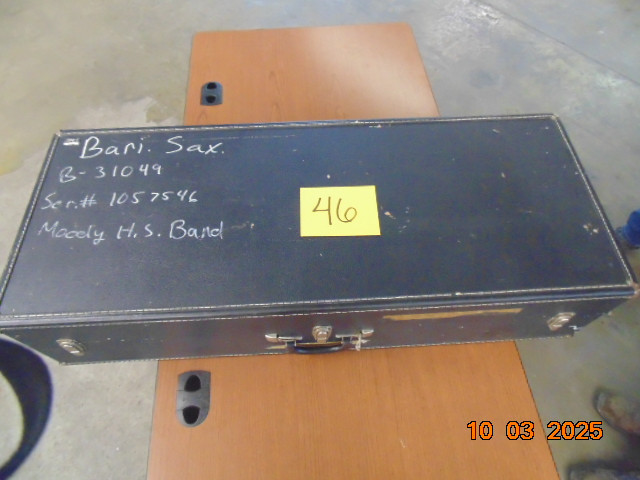 Bari. Sax.
B-31049
Ser.# 1057546
Moody H.S. Band
46
10 03 2025